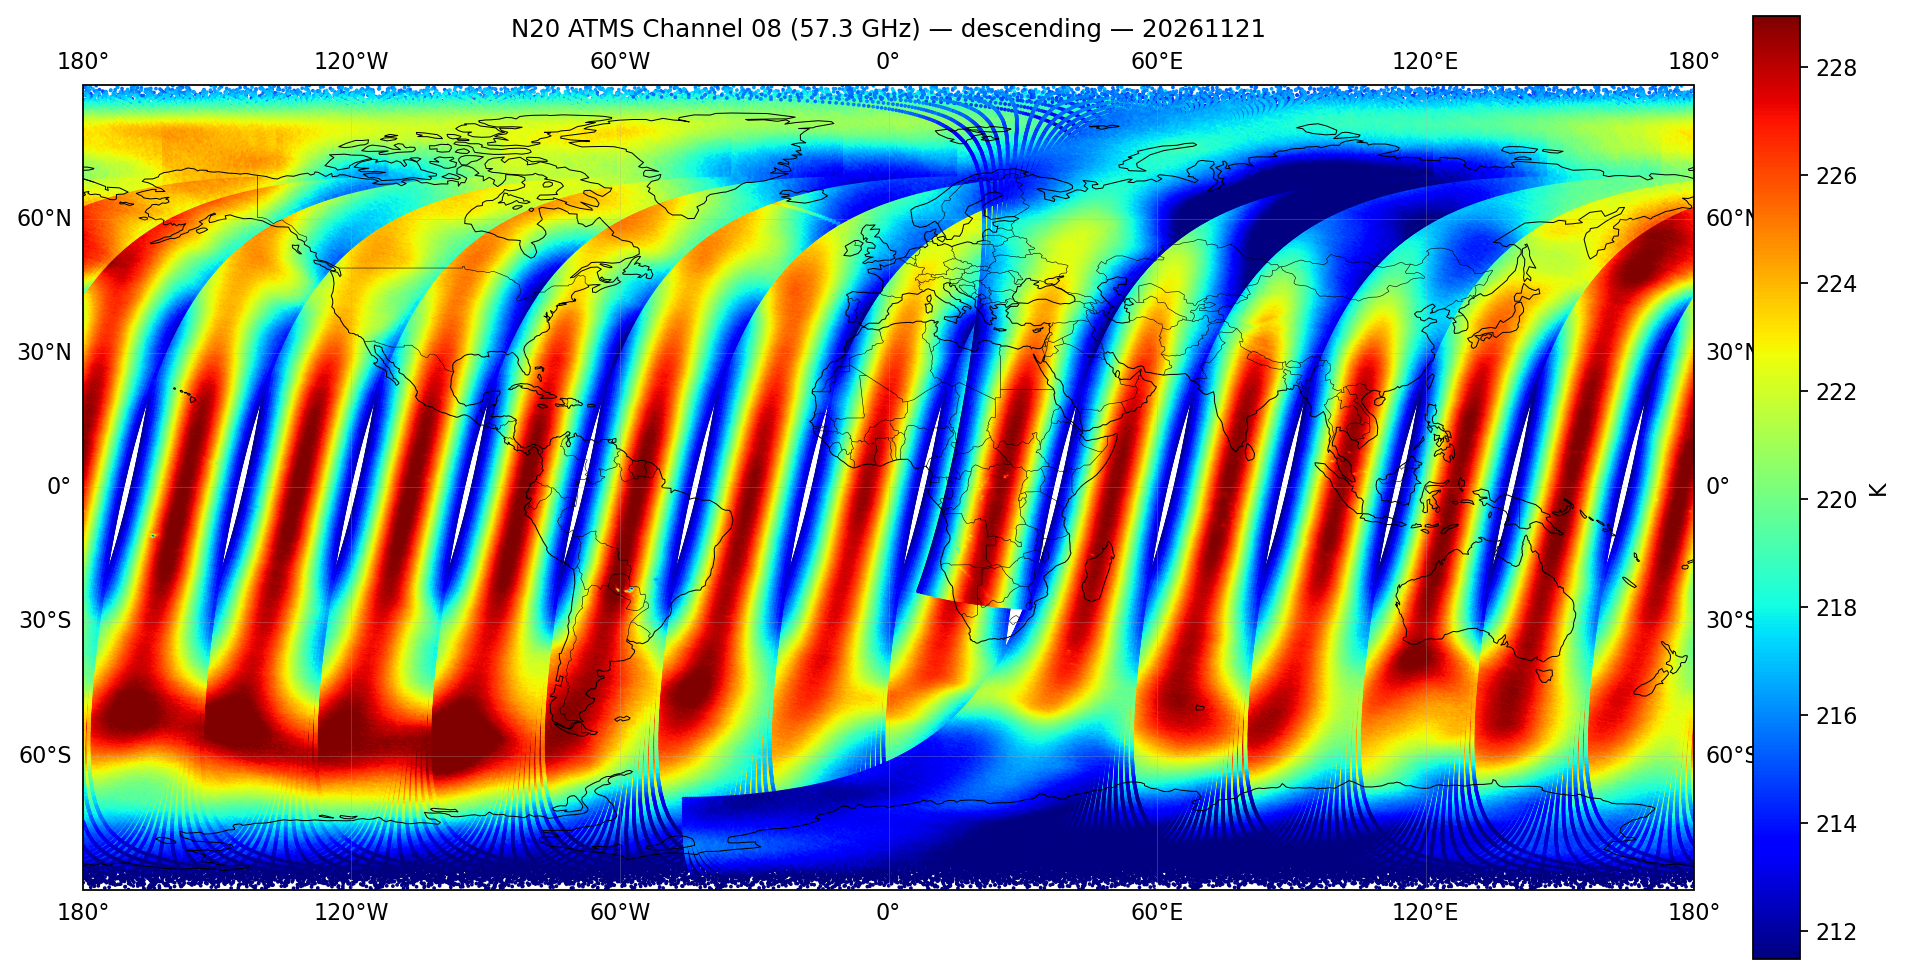 N20 ATMS Channel 08 (57.3 GHz) — descending — 20261121
180° 120°W 60°W 0° 60°E 120°E 180°
60°N 60°N
30°N 30°N
0° 0°
30°S 30°S
60°S 60°S
180° 120°W 60°W 0° 60°E 120°E 180°
228
226
224
222
220
218
216
214
212
K